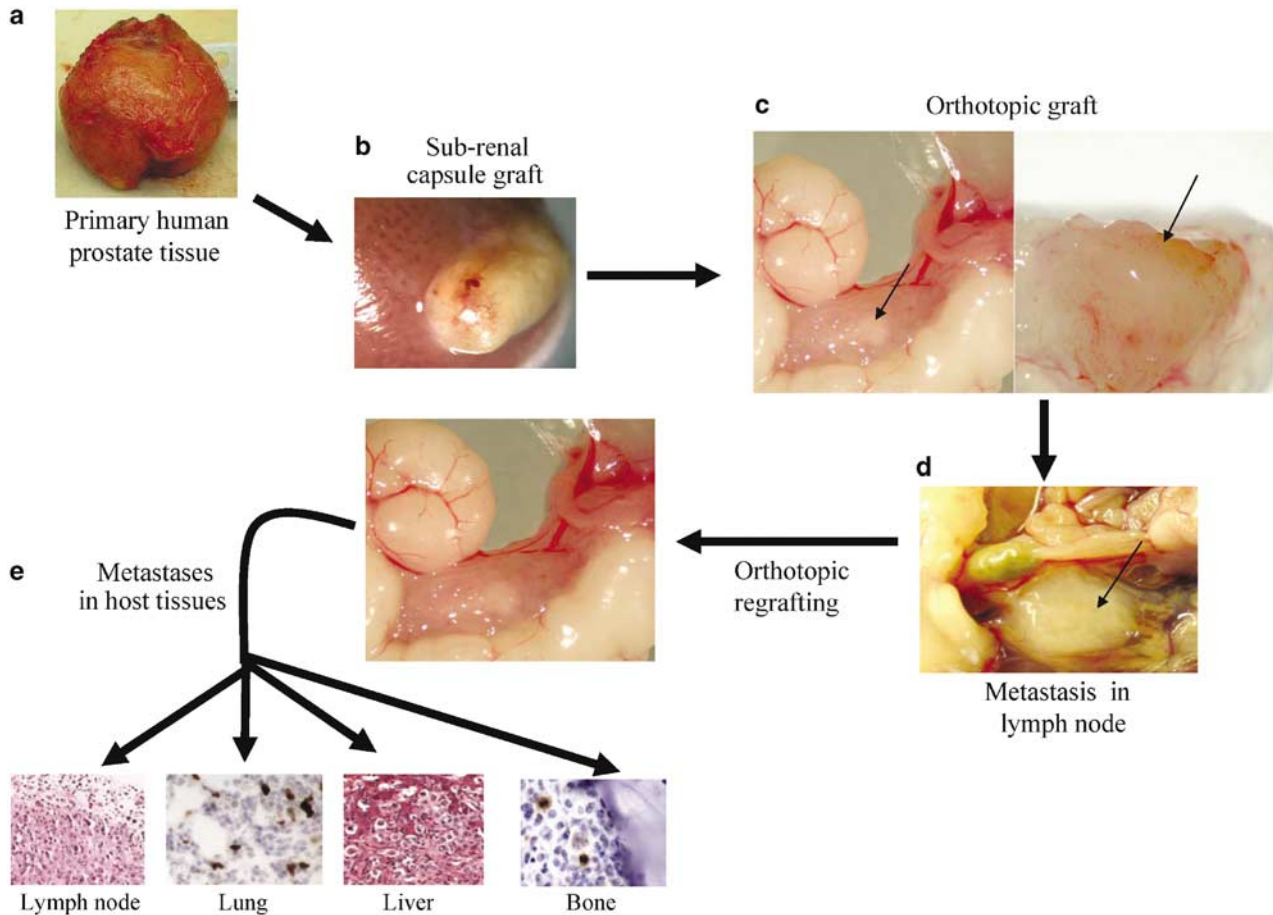 a
Primary human
prostate tissue
b
Sub-renal
capsule graft
c
Orthotopic graft
d
Metastasis in
lymph node
Orthotopic
regrafting
e
Metastases
in host tissues
Lymph node
Lung
Liver
Bone